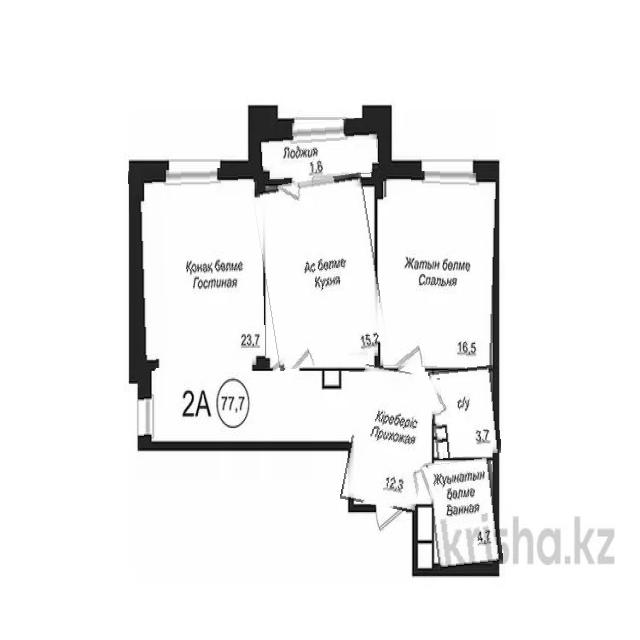 Лоджия
1.6
Қонақ бөлме
Гостиная
23,7
Ас бөлме
Кухня
15,2
Жатын бөлме
Спальня
16,5
2А
77,7
Кіреберіс
Прихожая
12,3
с/у
3,7
Жуынатын
бөлме
Ванная
4,7
krisha.kz